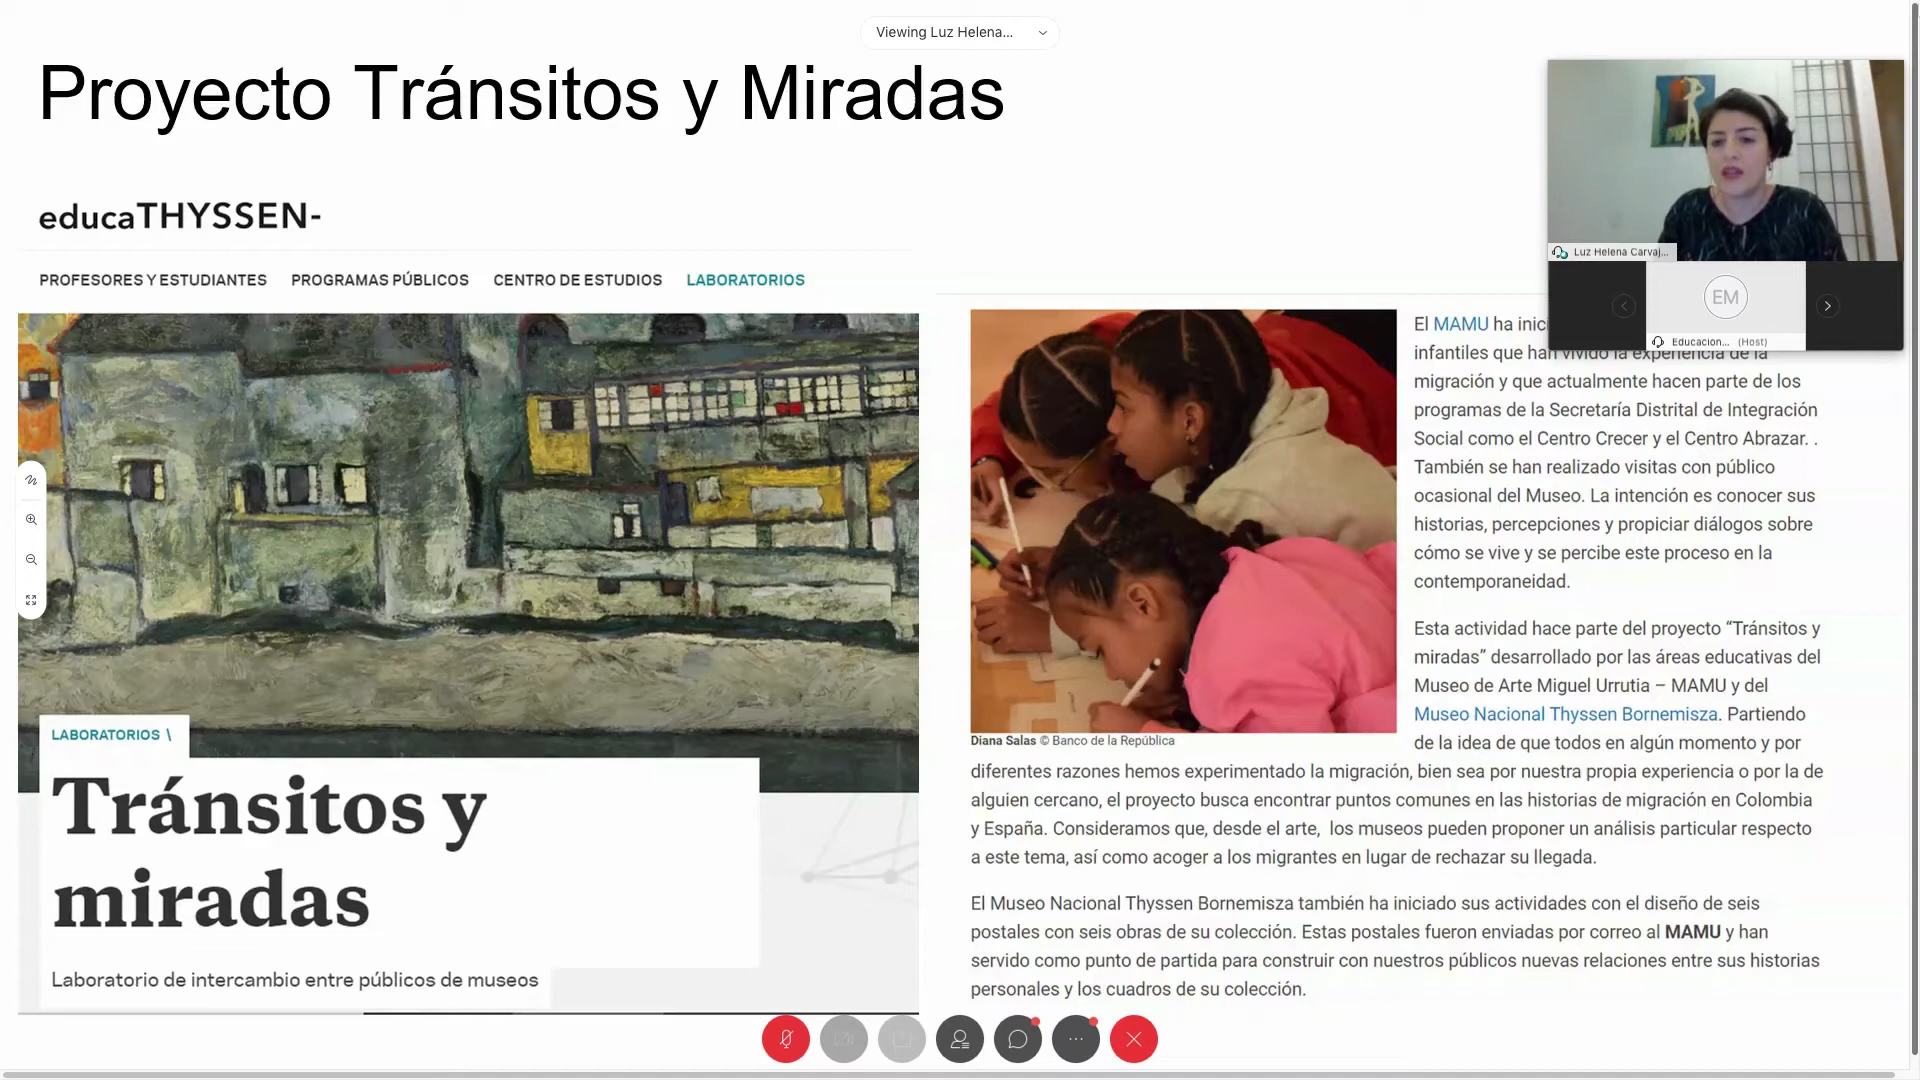 Viewing Luz Helena...
Proyecto Tránsitos y Miradas
educaTHYSSEN-
PROFESORES Y ESTUDIANTES PROGRAMAS PÚBLICOS CENTRO DE ESTUDIOS LABORATORIOS
LABORATORIOS \
Tránsitos y
miradas
Laboratorio de intercambio entre públicos de museos
Diana Salas © Banco de la República
El MAMU ha inic
infantiles que han vivido la experiencia de la
migración y que actualmente hacen parte de los
programas de la Secretaría Distrital de Integración
Social como el Centro Crecer y el Centro Abrazar. .
También se han realizado visitas con público
ocasional del Museo. La intención es conocer sus
historias, percepciones y propiciar diálogos sobre
cómo se vive y se percibe este proceso en la
contemporaneidad.
Esta actividad hace parte del proyecto “Tránsitos y
miradas” desarrollado por las áreas educativas del
Museo de Arte Miguel Urrutia – MAMU y del
Museo Nacional Thyssen Bornemisza. Partiendo
de la idea de que todos en algún momento y por
diferentes razones hemos experimentado la migración, bien sea por nuestra propia experiencia o por la de
alguien cercano, el proyecto busca encontrar puntos comunes en las historias de migración en Colombia
y España. Consideramos que, desde el arte, los museos pueden proponer un análisis particular respecto
a este tema, así como acoger a los migrantes en lugar de rechazar su llegada.
El Museo Nacional Thyssen Bornemisza también ha iniciado sus actividades con el diseño de seis
postales con seis obras de su colección. Estas postales fueron enviadas por correo al MAMU y han
servido como punto de partida para construir con nuestros públicos nuevas relaciones entre sus historias
personales y los cuadros de su colección.
Luz Helena Carvaj...
EM
Educacion... (Host)